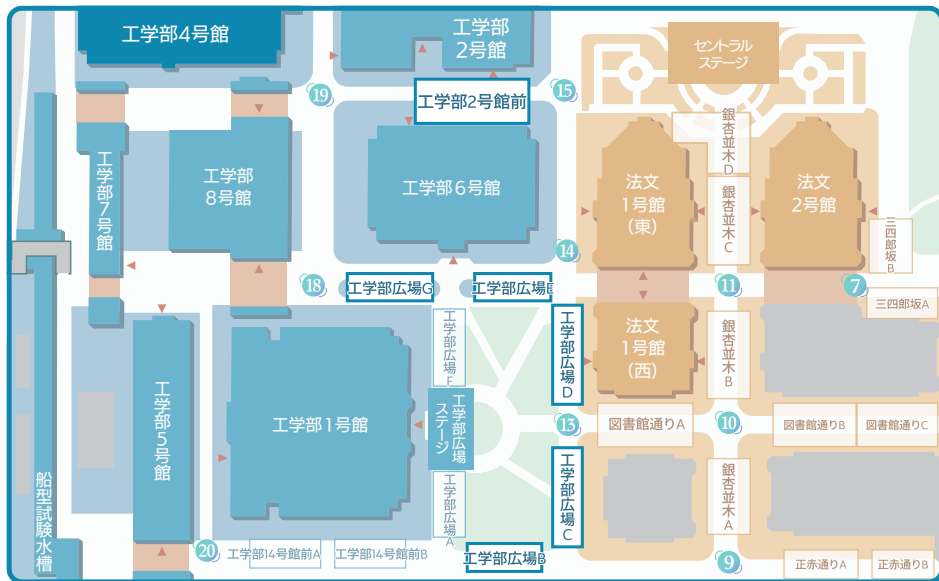 工学部4号館
工学部
2号館
セントラル
ステージ
19
15
工学部2号館前
銀杏並木D
工学部7号館
工学部
8号館
工学部6号館
法文
1号館
(東)
銀杏並木C
法文
2号館
三四郎坂B
14
18
工学部広場G
工学部広場E
11
7
三四郎坂A
工学部広場F
工学部広場D
法文
1号館
(西)
銀杏並木B
工学部5号館
工学部1号館
工学部広場
ステージ
13
図書館通りA
10
図書館通りB
図書館通りC
船型試験水槽
工学部広場A
工学部広場C
銀杏並木A
20
工学部14号館前A
工学部14号館前B
工学部広場B
9
正赤通りA
正赤通りB